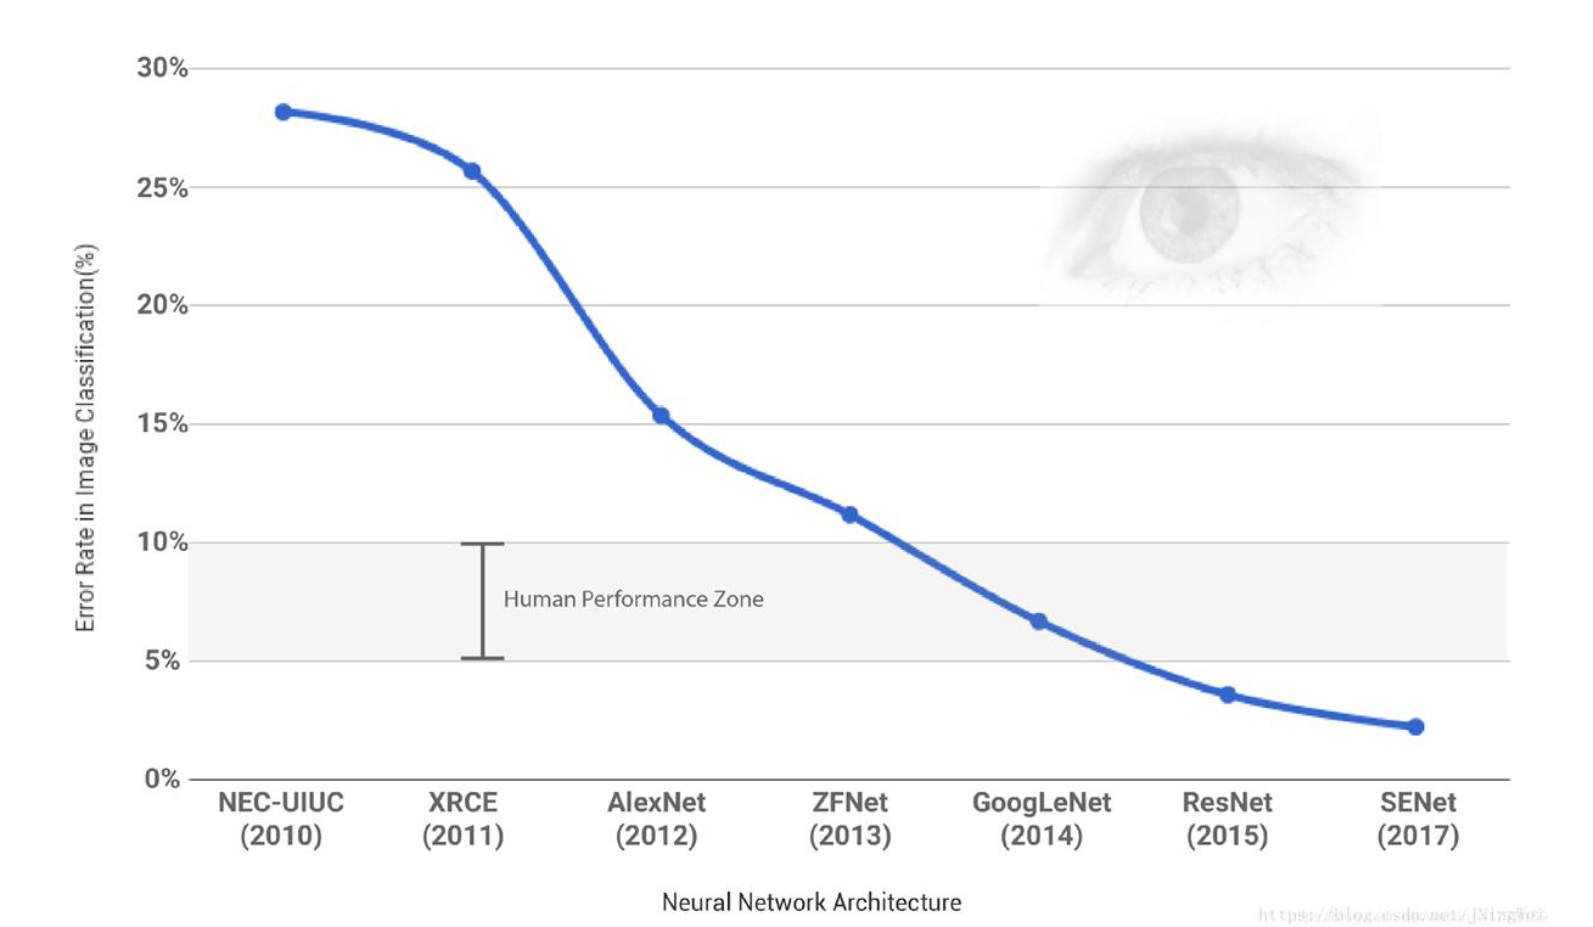 30%
25%
20%
15%
10%
5%
0%
Error Rate in Image Classification(%)
Human Performance Zone
NEC-UIUC
(2010)
XRCE
(2011)
AlexNet
(2012)
ZFNet
(2013)
GoogLeNet
(2014)
ResNet
(2015)
SENet
(2017)
Neural Network Architecture